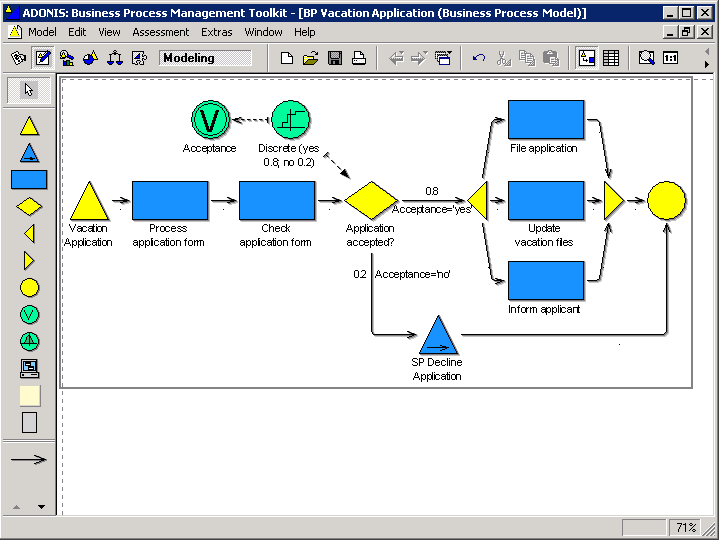 ADONIS: Business Process Management Toolkit - [BP Vacation Application (Business Process Model)]
Model Edit View Assessment Extras Window Help
Modeling
1:1
V
Acceptance
Discrete (yes
0.8; no 0.2)
File application
0.8
Acceptance='yes'
Vacation
Application
Process
application form
Check
application form
Application
accepted?
Update
vacation files
0.2 Acceptance='no'
Inform applicant
SP Decline
Application
V
71%